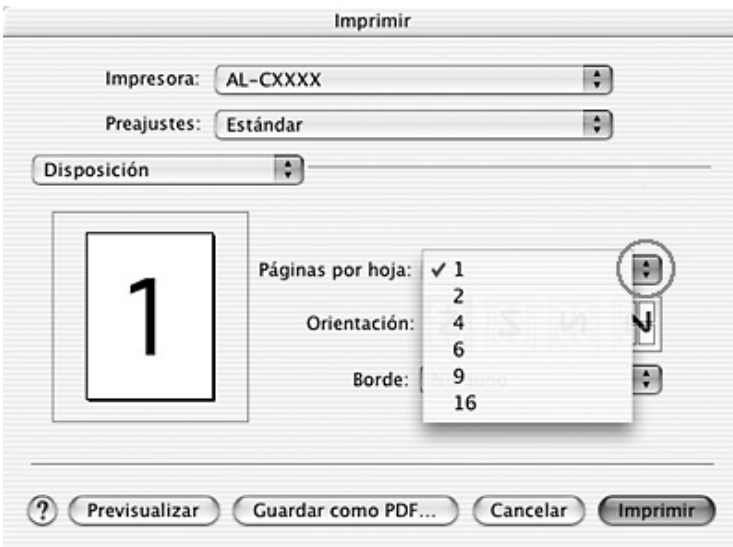 Imprimir
Impresora: AL-CXXXX
Preajustes: Estándar
Disposición
1
Páginas por hoja: ✓ 1
2
Orientación: 4
6
Borde: 9
Ninguno
16
? Previsualizar Guardar como PDF... Cancelar Imprimir